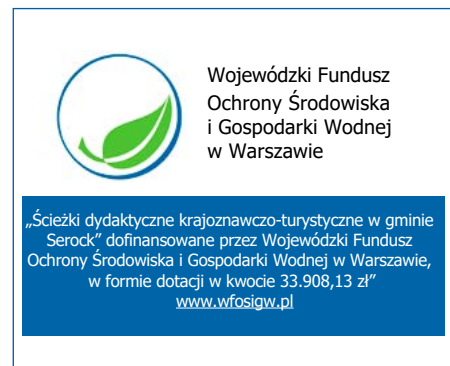 Wojewódzki Fundusz
Ochrony Środowiska
i Gospodarki Wodnej
w Warszawie
„Ścieżki dydaktyczne krajoznawczo-turystyczne w gminie
Serock” dofinansowane przez Wojewódzki Fundusz
Ochrony Środowiska i Gospodarki Wodnej w Warszawie,
w formie dotacji w kwocie 33.908,13 zł”
www.wfosigw.pl